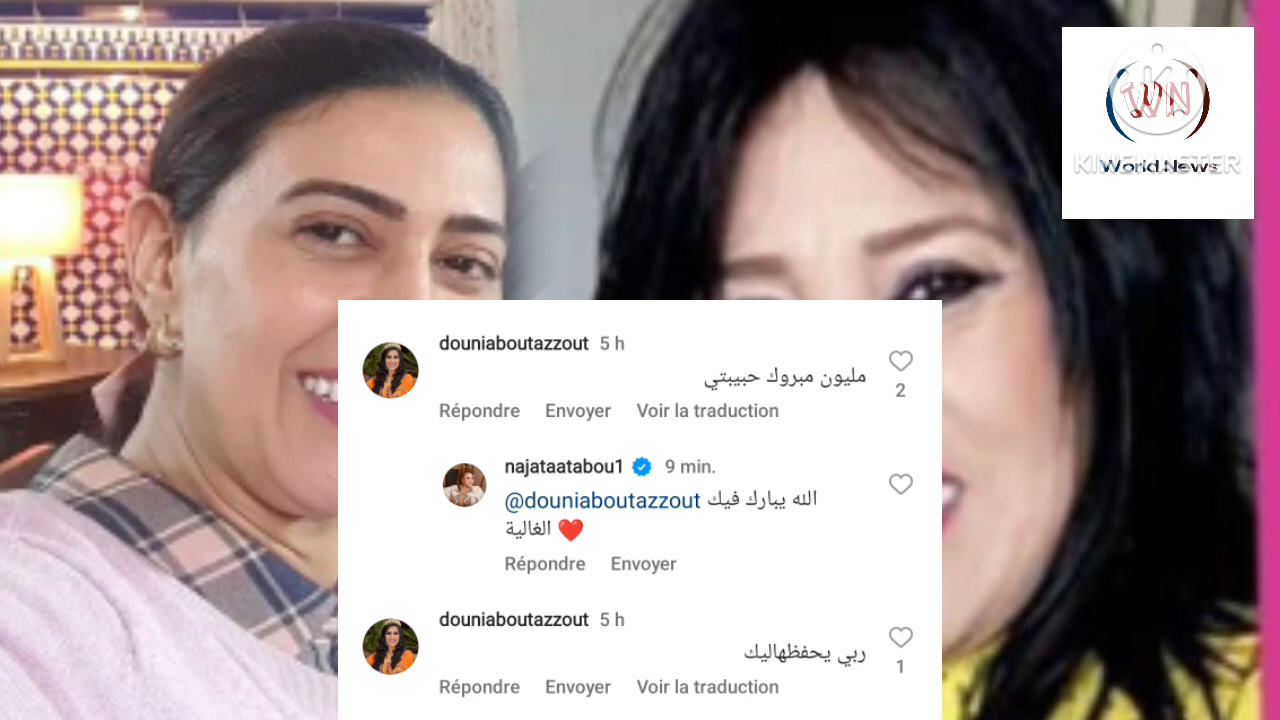 WN
KINEMASTER
World News
douniaboutazzout 5 h
مليون مبروك حبيبتي
2
Répondre Envoyer Voir la traduction
najataatabou1 9 min.
@douniaboutazzout الله يبارك فيك
الغالية ❤️
Répondre Envoyer
douniaboutazzout 5 h
ربي يحفظهاليك
1
Répondre Envoyer Voir la traduction